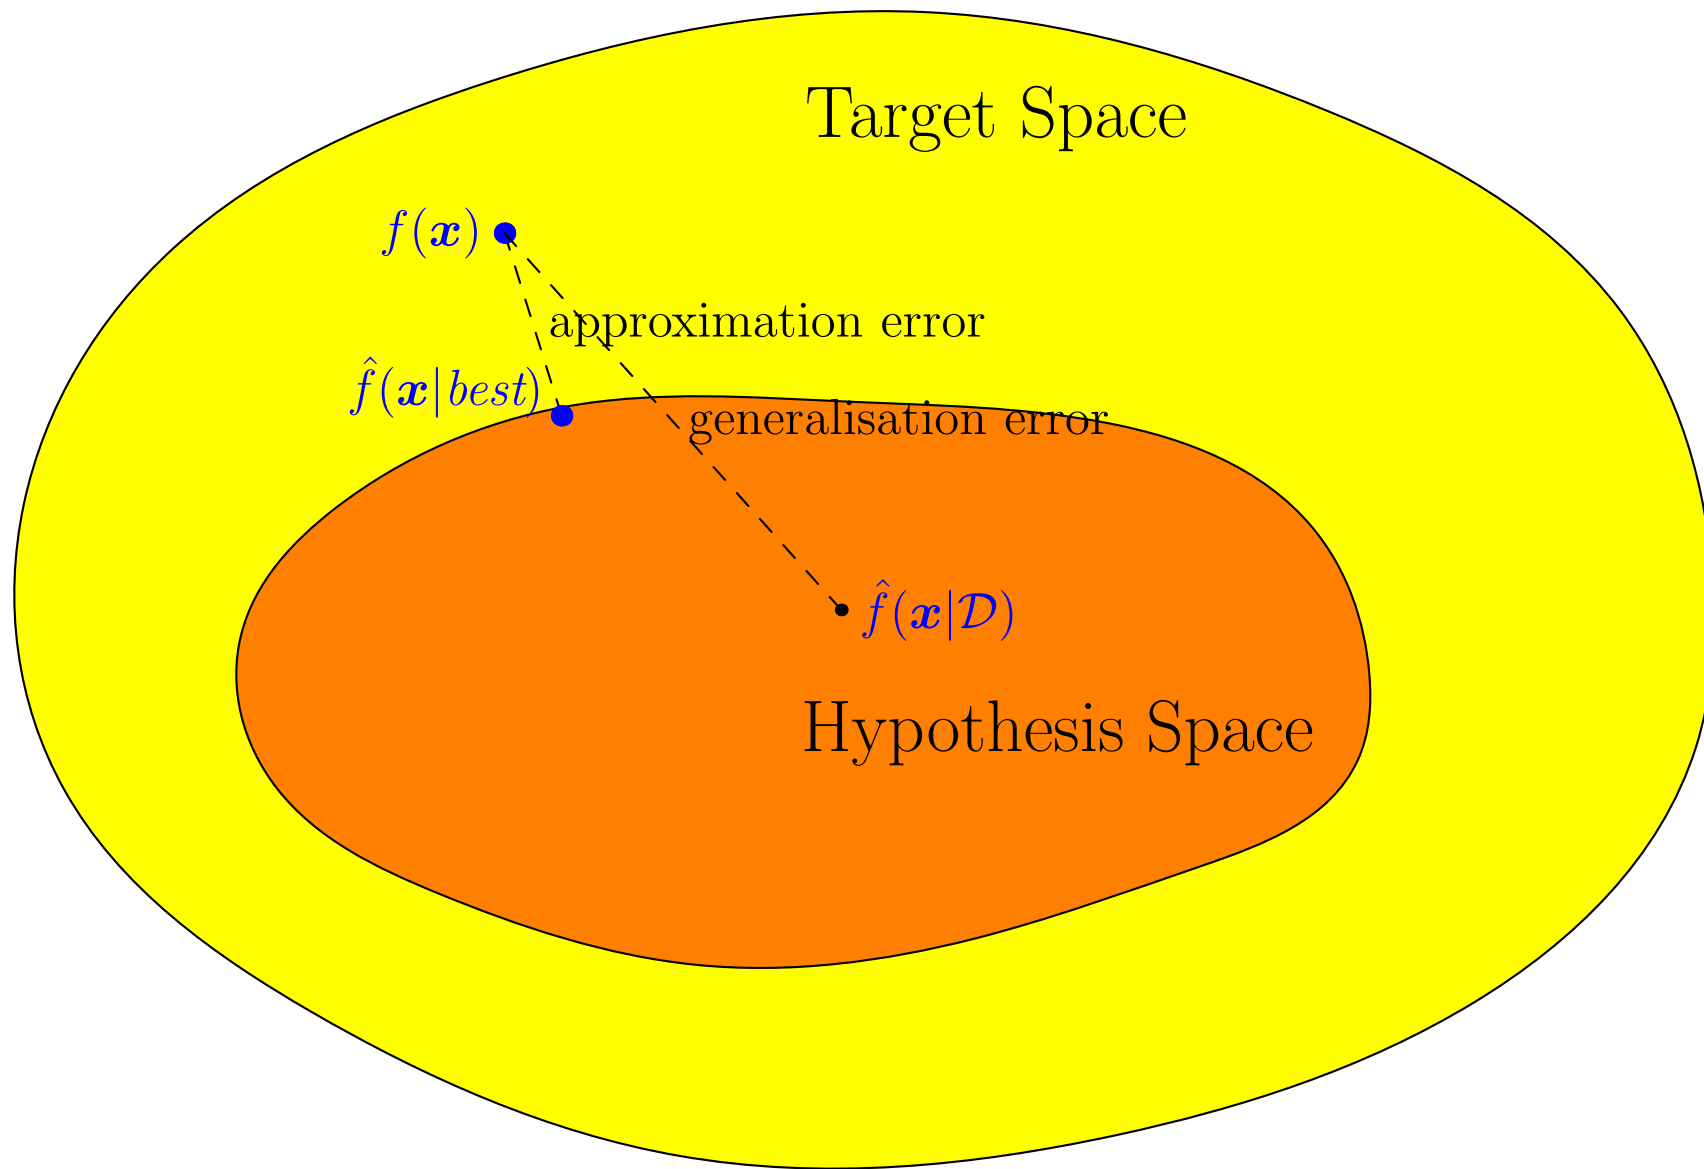 Target Space
f(x)
approximation error
f̂(x|best)
generalisation error
f̂(x|𝒟)
Hypothesis Space